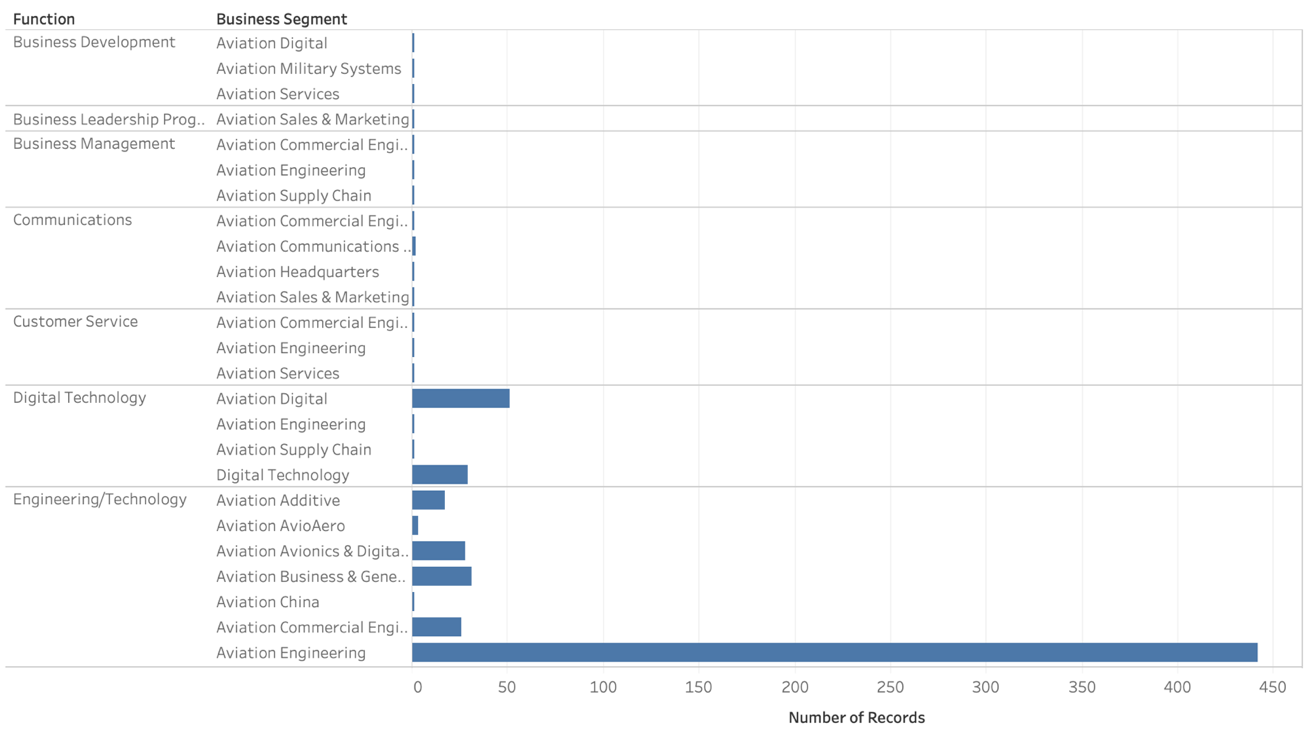 Function Business Segment
Business Development Aviation Digital
Aviation Military Systems
Aviation Services
Business Leadership Prog.. Aviation Sales & Marketing
Business Management Aviation Commercial Engi..
Aviation Engineering
Aviation Supply Chain
Communications Aviation Commercial Engi..
Aviation Communications ..
Aviation Headquarters
Aviation Sales & Marketing
Customer Service Aviation Commercial Engi..
Aviation Engineering
Aviation Services
Digital Technology Aviation Digital
Aviation Engineering
Aviation Supply Chain
Digital Technology
Engineering/Technology Aviation Additive
Aviation AvioAero
Aviation Avionics & Digita..
Aviation Business & Gene..
Aviation China
Aviation Commercial Engi..
Aviation Engineering
0 50 100 150 200 250 300 350 400 450
Number of Records